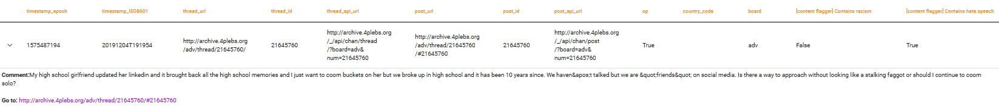 timestamp_epoch timestamp_ISO8601 thread_url thread_id thread_api_url post_url post_id post_api_url op country_code board [content flagger] Contains racism [content flagger] Contains hate speech
1575487194 20191204T191954 http://archive.4plebs.org
/adv/thread/21645760/ 21645760 http://archive.4plebs.org
/_/api/chan/thread
/?board=adv&
num=21645760 http://archive.4plebs.org
/adv/thread/21645760
/#21645760 21645760 http://archive.4plebs.org
/_/api/chan/post
/?board=adv&
num=21645760 True adv False True
Comment:My high school girlfriend updated her linkedin and it brought back all the high school memories and I just want to coom buckets on her but we broke up in high school and it has been 10 years since. We haven&apos;t talked but we are &quot;friends&quot; on social media. Is there a way to approach without looking like a stalking faggot or should I continue to coom
solo?
Go to: http://archive.4plebs.org/adv/thread/21645760/#21645760